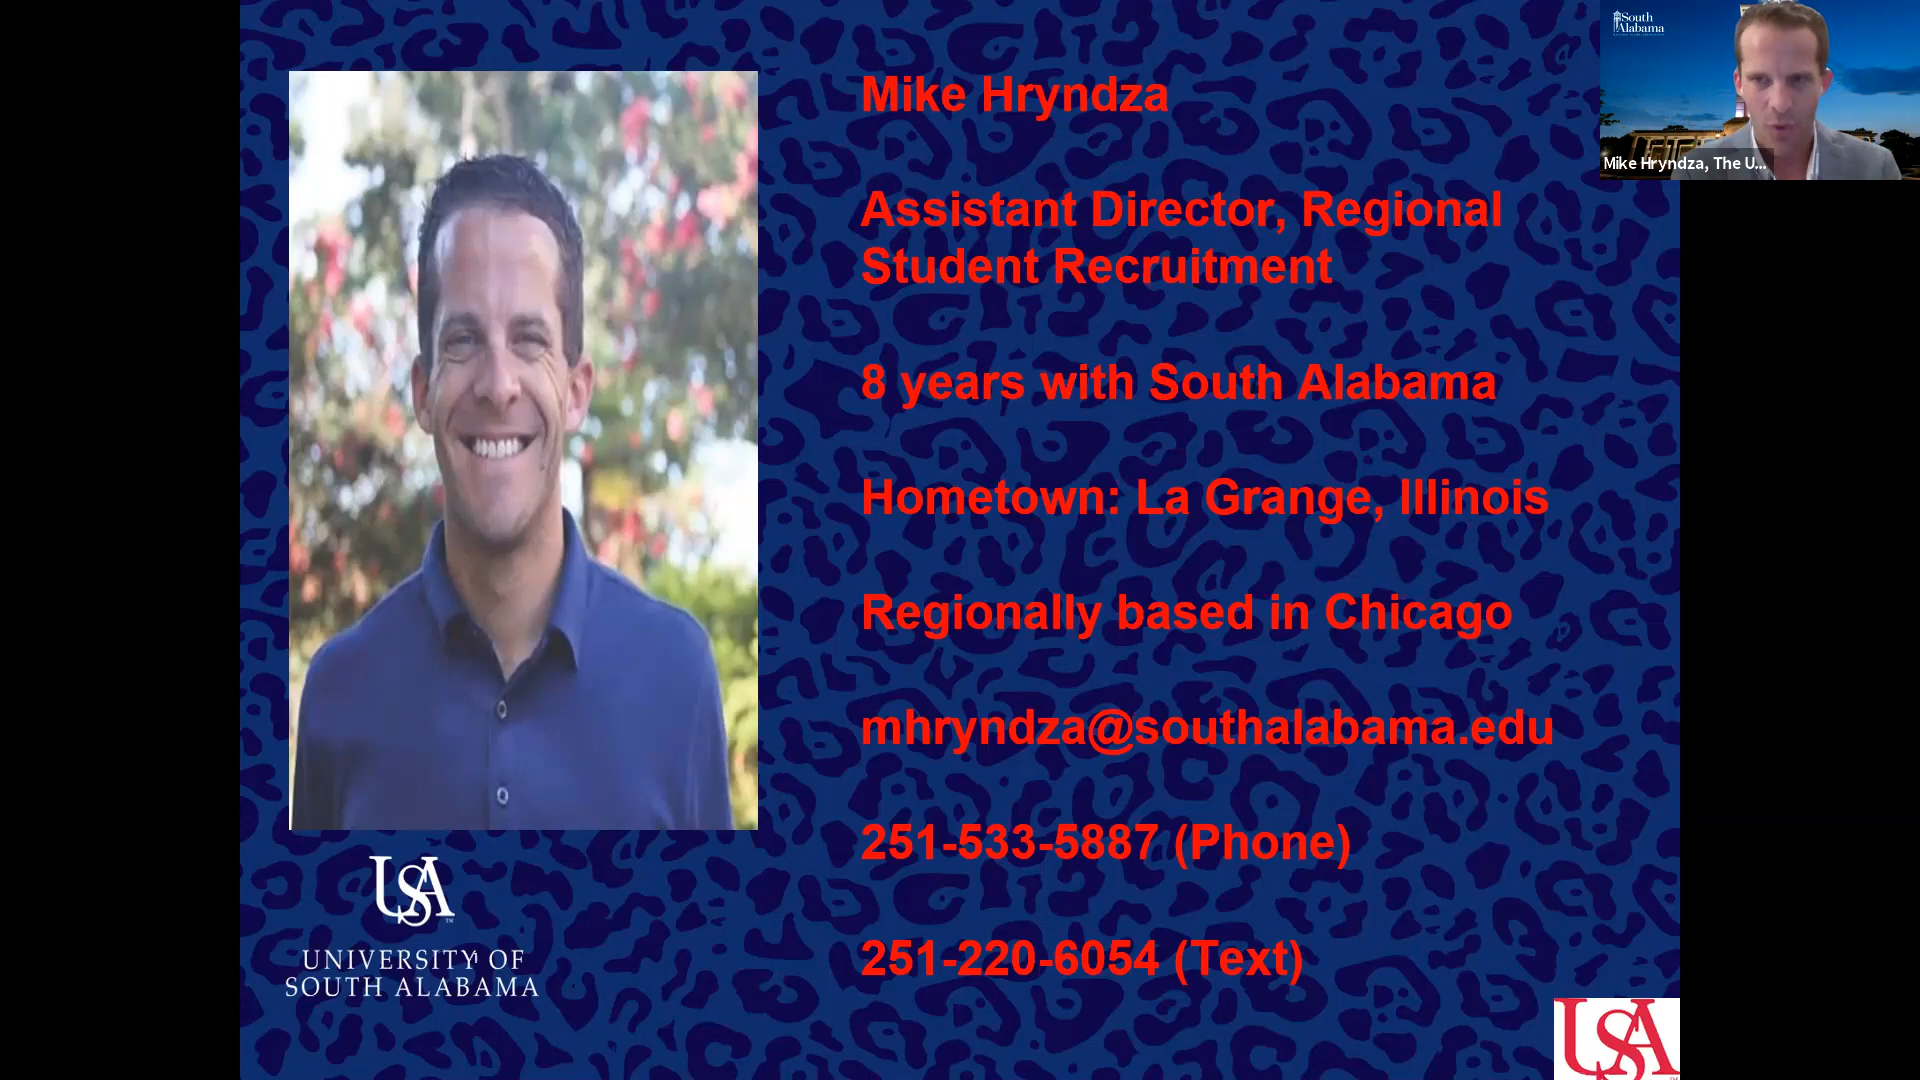 Mike Hryndza
Assistant Director, Regional
Student Recruitment
8 years with South Alabama
Hometown: La Grange, Illinois
Regionally based in Chicago
mhryndza@southalabama.edu
251-533-5887 (Phone)
251-220-6054 (Text)
USA
UNIVERSITY OF
SOUTH ALABAMA
South
Alabama
Mike Hryndza, The U...
USA